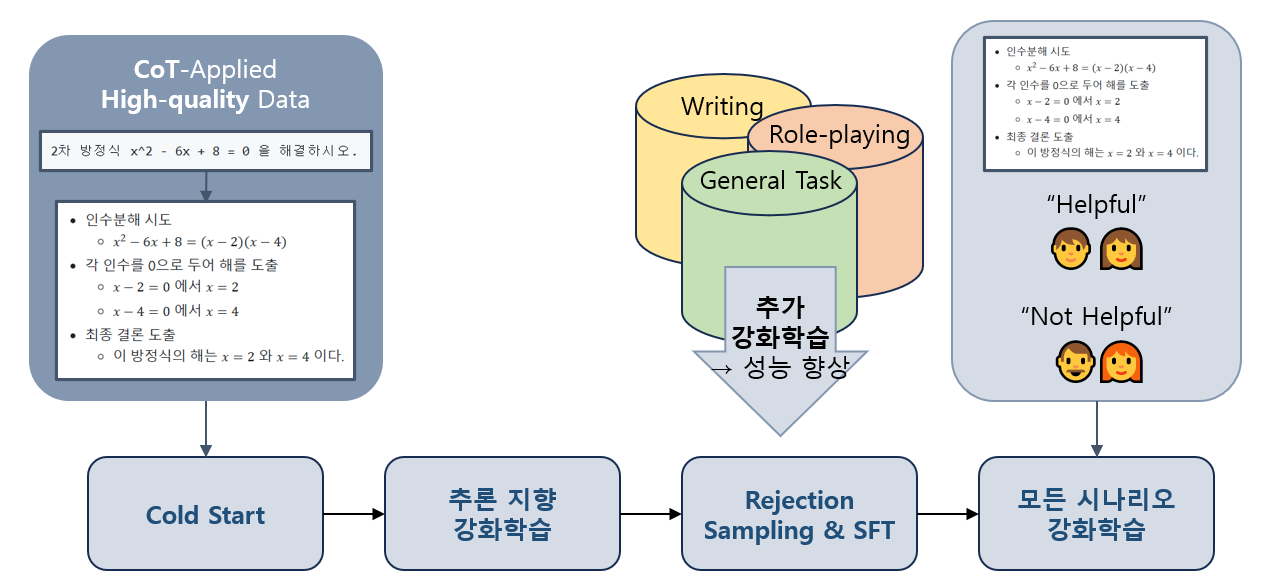 CoT-Applied
High-quality Data
2차 방정식 x^2 - 6x + 8 = 0 을 해결하시오.
• 인수분해 시도
○ x² − 6x + 8 = (x − 2)(x − 4)
• 각 인수를 0으로 두어 해를 도출
○ x − 2 = 0 에서 x = 2
○ x − 4 = 0 에서 x = 4
• 최종 결론 도출
○ 이 방정식의 해는 x = 2 와 x = 4 이다.
Writing
Role-playing
General Task
추가
강화학습
→ 성능 향상
• 인수분해 시도
○ x² − 6x + 8 = (x − 2)(x − 4)
• 각 인수를 0으로 두어 해를 도출
○ x − 2 = 0 에서 x = 2
○ x − 4 = 0 에서 x = 4
• 최종 결론 도출
○ 이 방정식의 해는 x = 2 와 x = 4 이다.
“Helpful”
“Not Helpful”
Cold Start
추론 지향
강화학습
Rejection
Sampling & SFT
모든 시나리오
강화학습